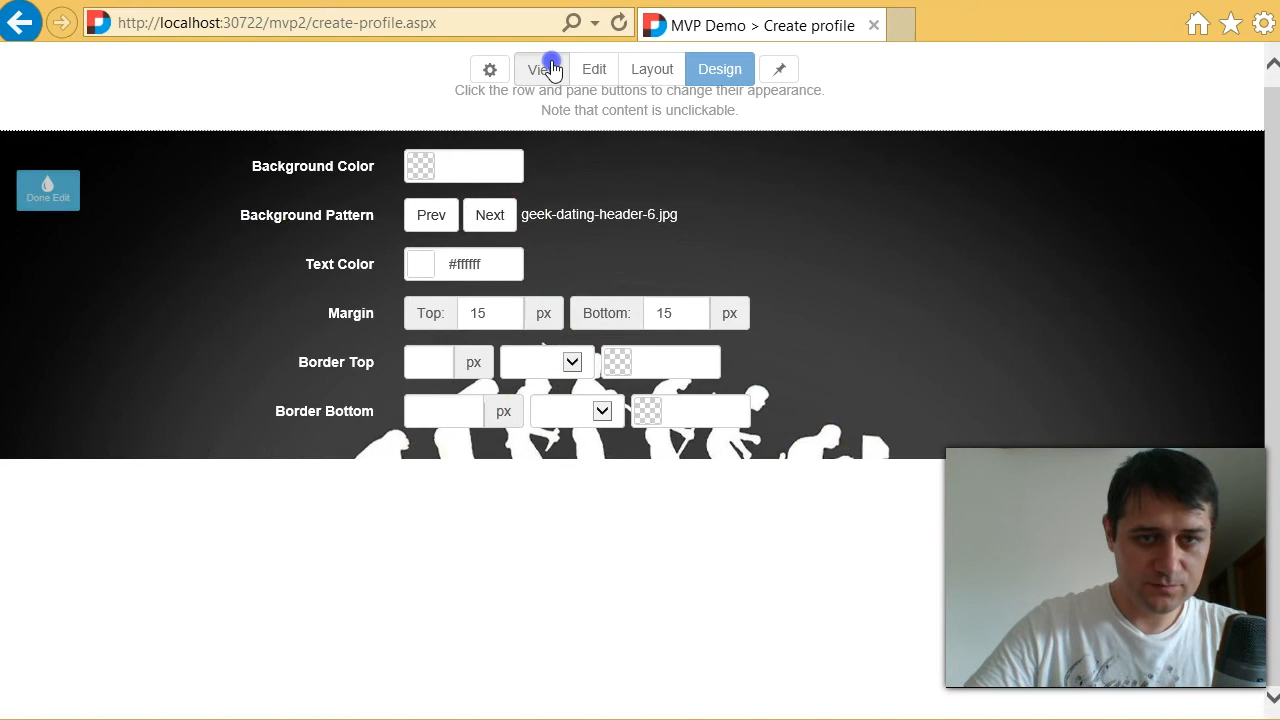 http://localhost:30722/mvp2/create-profile.aspx
MVP Demo > Create profile
View Edit Layout Design
Click the row and pane buttons to change their appearance.
Note that content is unclickable.
Done Edit
Background Color
Background Pattern Prev Next geek-dating-header-6.jpg
Text Color #ffffff
Margin Top: 15 px Bottom: 15 px
Border Top px
Border Bottom px